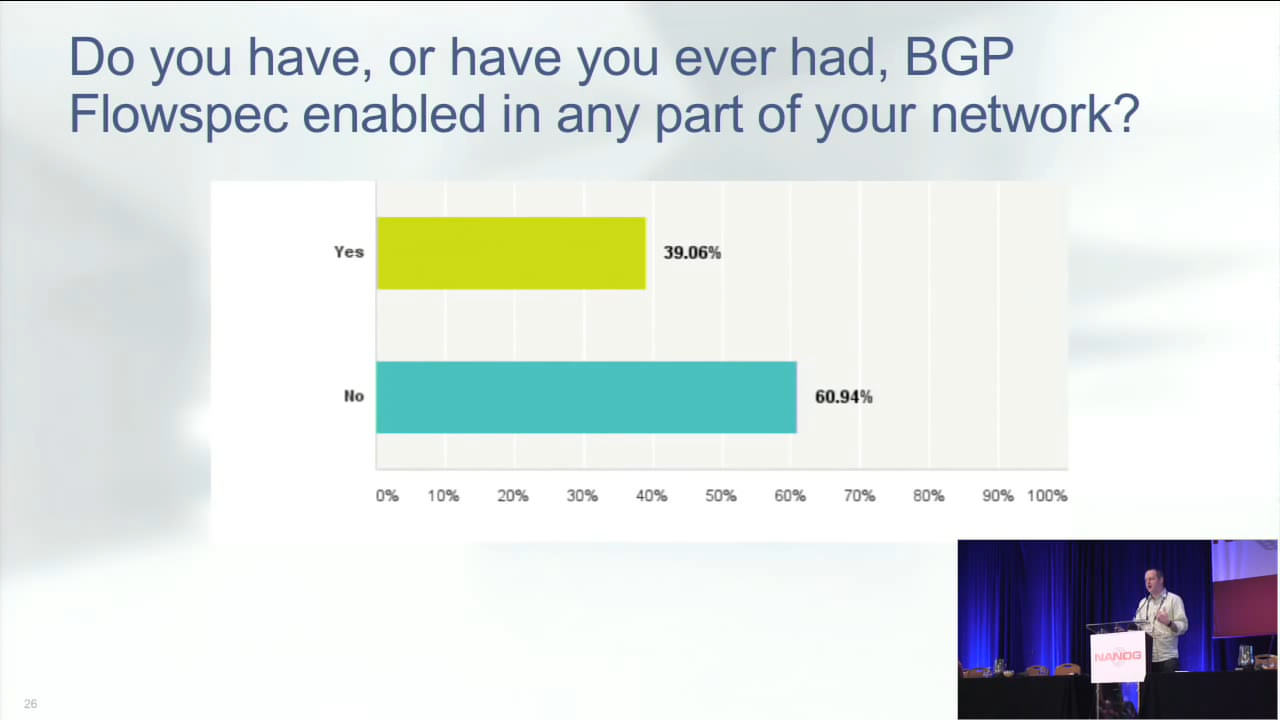 Do you have, or have you ever had, BGP
Flowspec enabled in any part of your network?
Yes
39.06%
No
60.94%
0% 10% 20% 30% 40% 50% 60% 70% 80% 90% 100%
NANOG
26